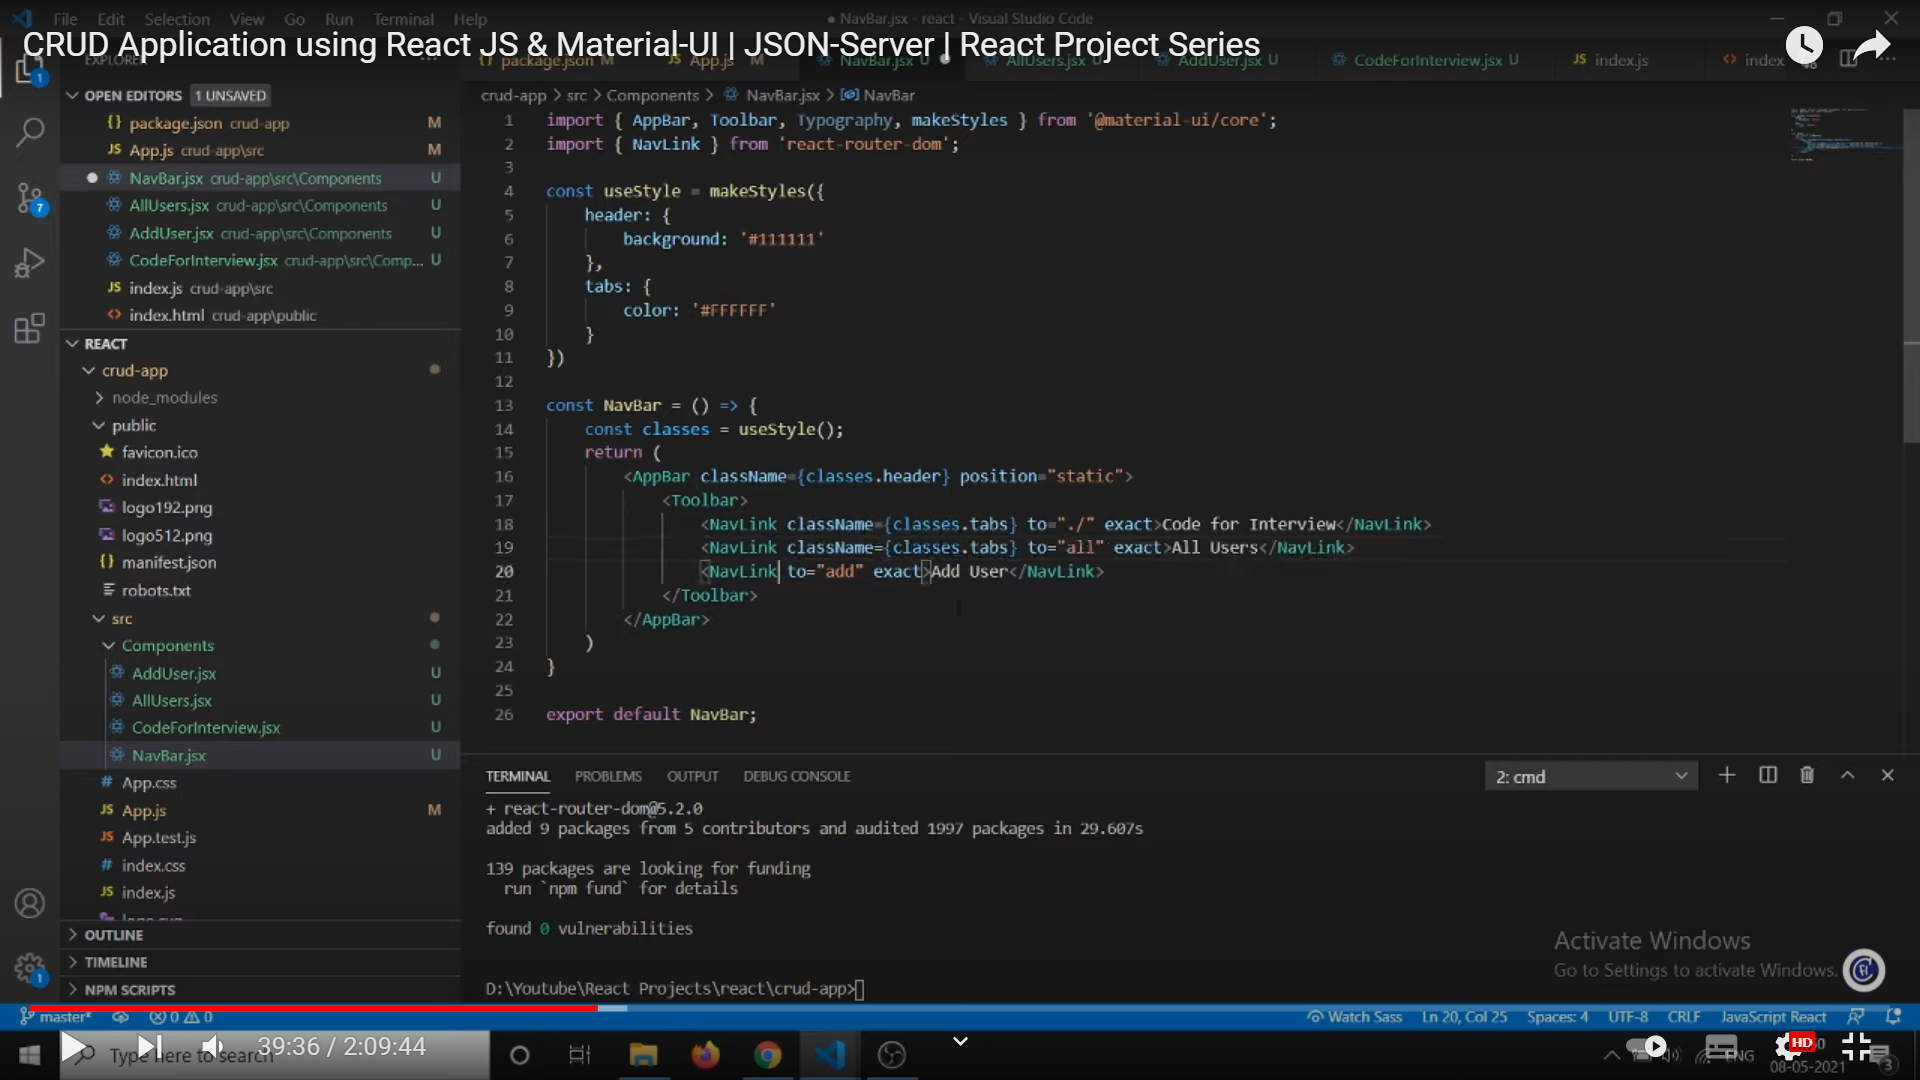 File Edit Selection View Go Run Terminal Help
● NavBar.jsx - react - Visual Studio Code
CRUD Application using React JS & Material-UI | JSON-Server | React Project Series
EXPLORER
package.json M
App.js M
NavBar.jsx U
AllUsers.jsx U
AddUser.jsx U
CodeForInterview.jsx U
index.js
index
OPEN EDITORS 1 UNSAVED
package.json crud-app M
App.js crud-app\src M
NavBar.jsx crud-app\src\Components U
AllUsers.jsx crud-app\src\Components U
AddUser.jsx crud-app\src\Components U
CodeForInterview.jsx crud-app\src\Comp... U
index.js crud-app\src
index.html crud-app\public
REACT
crud-app
node_modules
public
favicon.ico
index.html
logo192.png
logo512.png
manifest.json
robots.txt
src
Components
AddUser.jsx U
AllUsers.jsx U
CodeForInterview.jsx U
NavBar.jsx U
App.css
App.js M
App.test.js
index.css
index.js
OUTLINE
TIMELINE
NPM SCRIPTS
crud-app > src > Components > NavBar.jsx > NavBar
1 import { AppBar, Toolbar, Typography, makeStyles } from '@material-ui/core';
2 import { NavLink } from 'react-router-dom';
3
4 const useStyle = makeStyles({
5 header: {
6 background: '#111111'
7 },
8 tabs: {
9 color: '#FFFFFF'
10 }
11 })
12
13 const NavBar = () => {
14 const classes = useStyle();
15 return (
16 <AppBar className={classes.header} position="static">
17 <Toolbar>
18 <NavLink className={classes.tabs} to="./" exact>Code for Interview</NavLink>
19 <NavLink className={classes.tabs} to="all" exact>All Users</NavLink>
20 <NavLink to="add" exact>Add User</NavLink>
21 </Toolbar>
22 </AppBar>
23 )
24 }
25
26 export default NavBar;
TERMINAL PROBLEMS OUTPUT DEBUG CONSOLE
2: cmd
+ react-router-dom@5.2.0
added 9 packages from 5 contributors and audited 1997 packages in 29.607s
139 packages are looking for funding
run `npm fund` for details
found 0 vulnerabilities
D:\Youtube\React Projects\react\crud-app>
Activate Windows
Go to Settings to activate Windows.
master* 0 0
Watch Sass Ln 20, Col 25 Spaces: 4 UTF-8 CRLF JavaScript React
Type here to search
39:36 / 2:09:44
HD
ENG
08-05-2021
3